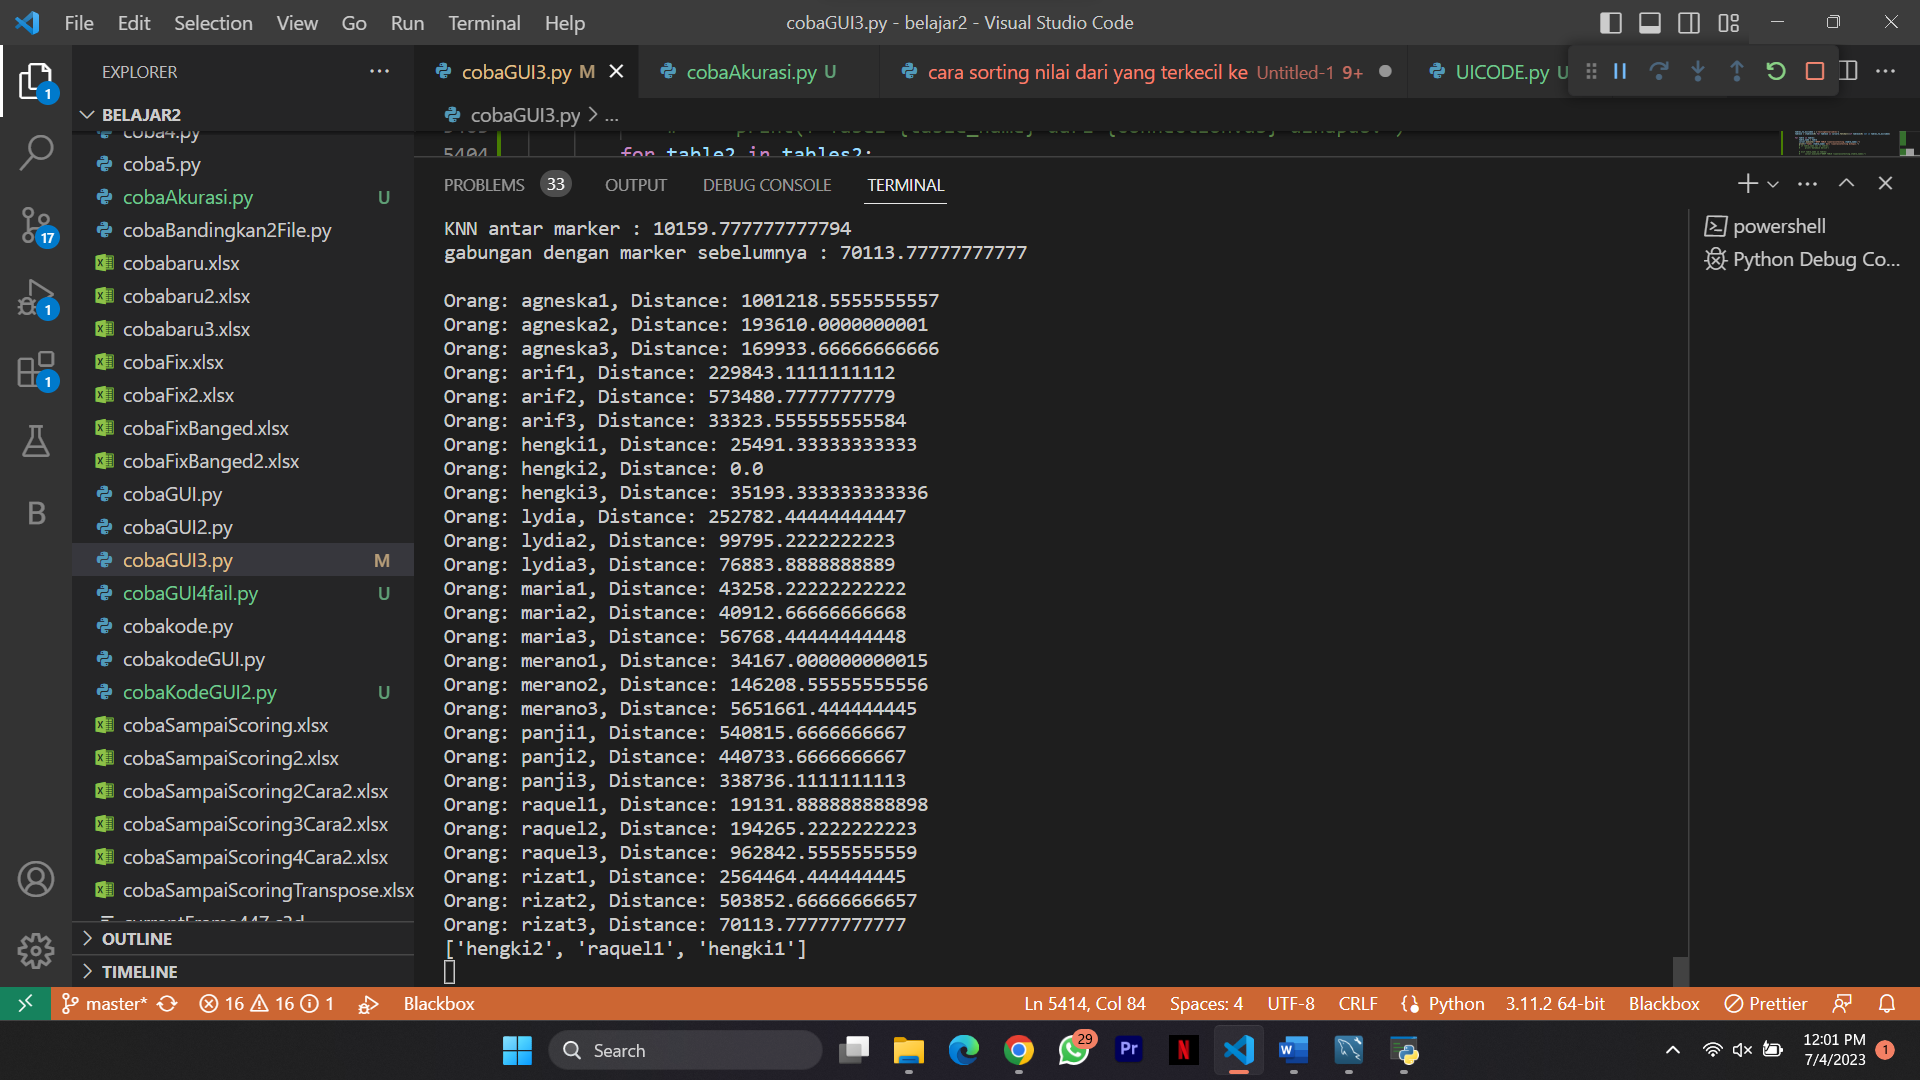 File Edit Selection View Go Run Terminal Help
cobaGUI3.py - belajar2 - Visual Studio Code
EXPLORER
cobaGUI3.py M
cobaAkurasi.py U
cara sorting nilai dari yang terkecil ke Untitled-1 9+
UICODE.py U
BELAJAR2
cobaGUI3.py > ...
coba4.py
5404 for table2 in tables2:
coba5.py
cobaAkurasi.py U
cobaBandingkan2File.py
cobabaru.xlsx
cobabaru2.xlsx
cobabaru3.xlsx
cobaFix.xlsx
cobaFix2.xlsx
cobaFixBanged.xlsx
cobaFixBanged2.xlsx
cobaGUI.py
cobaGUI2.py
cobaGUI3.py M
cobaGUI4fail.py U
cobakode.py
cobakodeGUI.py
cobaKodeGUI2.py U
cobaSampaiScoring.xlsx
cobaSampaiScoring2.xlsx
cobaSampaiScoring2Cara2.xlsx
cobaSampaiScoring3Cara2.xlsx
cobaSampaiScoring4Cara2.xlsx
cobaSampaiScoringTranspose.xlsx
OUTLINE
TIMELINE
1
17
1
1
B
PROBLEMS 33 OUTPUT DEBUG CONSOLE TERMINAL
KNN antar marker : 10159.777777777794
gabungan dengan marker sebelumnya : 70113.77777777777
Orang: agneska1, Distance: 1001218.5555555557
Orang: agneska2, Distance: 193610.0000000001
Orang: agneska3, Distance: 169933.66666666666
Orang: arif1, Distance: 229843.1111111112
Orang: arif2, Distance: 573480.7777777779
Orang: arif3, Distance: 33323.555555555584
Orang: hengki1, Distance: 25491.33333333333
Orang: hengki2, Distance: 0.0
Orang: hengki3, Distance: 35193.333333333336
Orang: lydia, Distance: 252782.44444444447
Orang: lydia2, Distance: 99795.2222222223
Orang: lydia3, Distance: 76883.8888888889
Orang: maria1, Distance: 43258.22222222222
Orang: maria2, Distance: 40912.66666666668
Orang: maria3, Distance: 56768.44444444448
Orang: merano1, Distance: 34167.000000000015
Orang: merano2, Distance: 146208.55555555556
Orang: merano3, Distance: 5651661.444444445
Orang: panji1, Distance: 540815.6666666667
Orang: panji2, Distance: 440733.6666666667
Orang: panji3, Distance: 338736.1111111113
Orang: raquel1, Distance: 19131.888888888898
Orang: raquel2, Distance: 194265.2222222223
Orang: raquel3, Distance: 962842.5555555559
Orang: rizat1, Distance: 2564464.444444445
Orang: rizat2, Distance: 503852.66666666657
Orang: rizat3, Distance: 70113.77777777777
['hengki2', 'raquel1', 'hengki1']
powershell
Python Debug Co...
master* 16 16 1 Blackbox
Ln 5414, Col 84 Spaces: 4 UTF-8 CRLF Python 3.11.2 64-bit Blackbox Prettier
Search
29
Pr
N
W
12:01 PM
7/4/2023
1